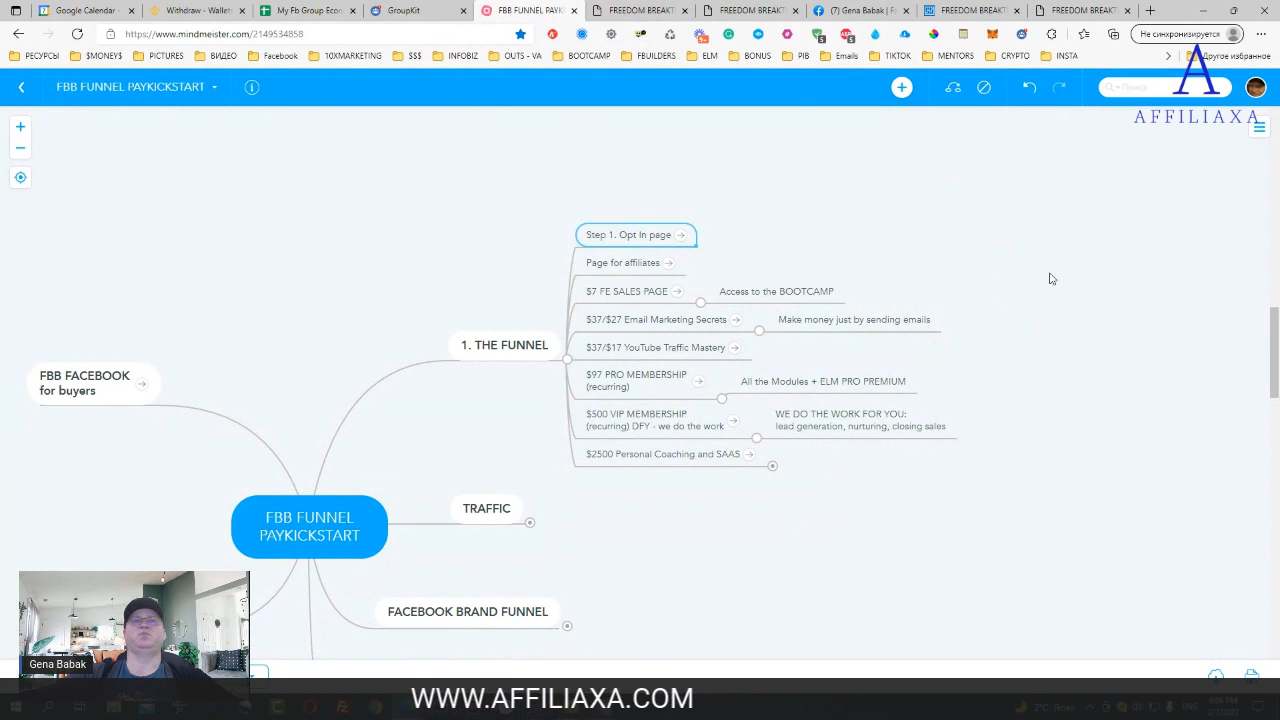 Google Calendar -
Withdraw - Wallet
My Fb Group Econ
GroupKit
FBB FUNNEL PAYK
FREEDOM BREAKT
FREEDOM BREAKT
(7) Gena Babak | F
FREEDOM BREAKT
FREEDOM BREAKT
https://www.mindmeister.com/2149534858
Не синхронизируется
РЕСУРСЫ
$MONEY$
PICTURES
ВИДЕО
Facebook
10XMARKETING
$$$
INFOBIZ
OUTS - VA
BOOTCAMP
FBUILDERS
ELM
BONUS
PIB
Emails
TIKTOK
MENTORS
CRYPTO
INSTA
Другое избранное
FBB FUNNEL PAYKICKSTART
Поиск
A
AFFILIAXA
Step 1. Opt In page
Page for affiliates
$7 FE SALES PAGE
Access to the BOOTCAMP
$37/$27 Email Marketing Secrets
Make money just by sending emails
1. THE FUNNEL
$37/$17 YouTube Traffic Mastery
$97 PRO MEMBERSHIP
(recurring)
All the Modules + ELM PRO PREMIUM
$500 VIP MEMBERSHIP
(recurring) DFY - we do the work
WE DO THE WORK FOR YOU:
lead generation, nurturing, closing sales
$2500 Personal Coaching and SAAS
FBB FACEBOOK
for buyers
FBB FUNNEL
PAYKICKSTART
TRAFFIC
FACEBOOK BRAND FUNNEL
Gena Babak
WWW.AFFILIAXA.COM
2°C
ENG
4:06 PM